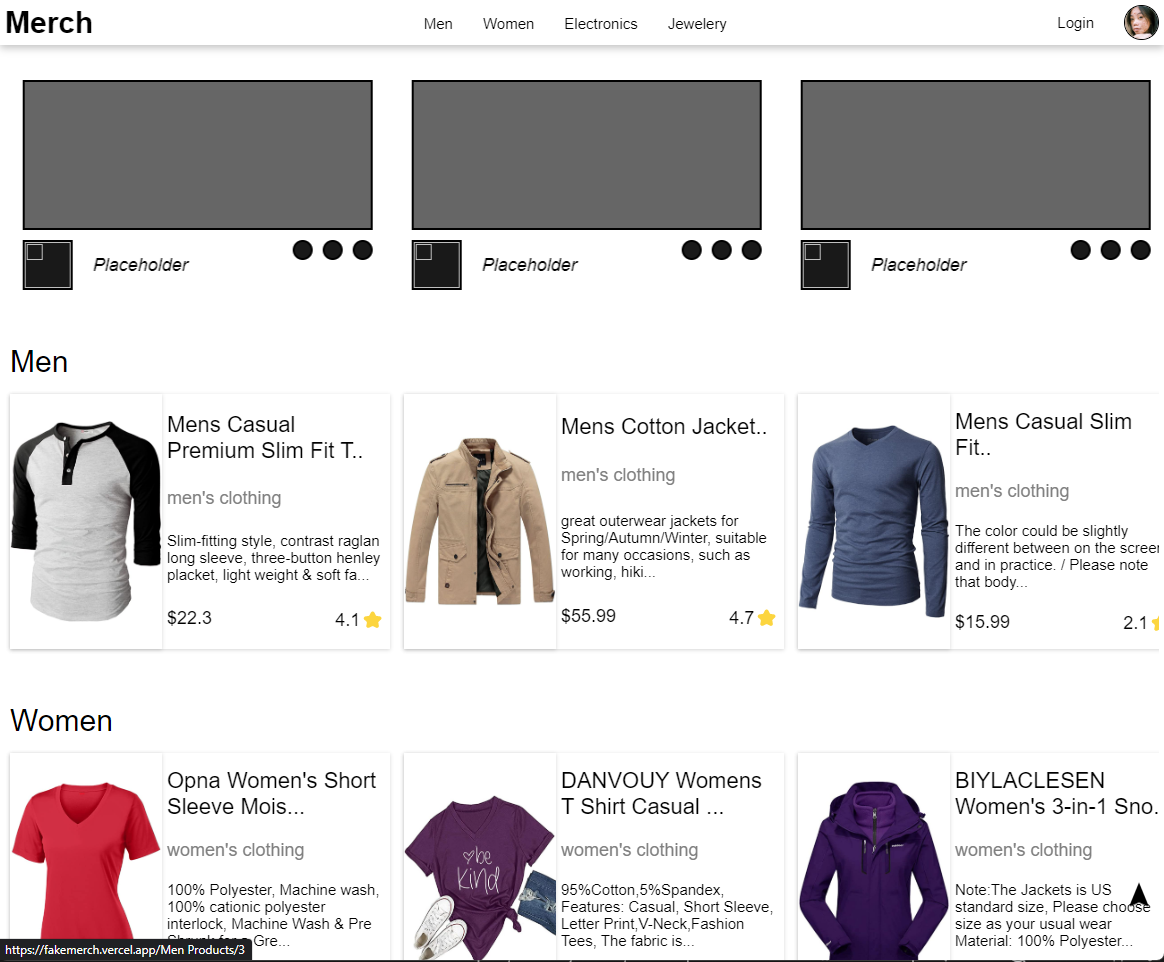 Merch
Men
Women
Electronics
Jewelery
Login
Placeholder
Placeholder
Placeholder
Men
Mens Casual
Premium Slim Fit T..
men's clothing
Slim-fitting style, contrast raglan
long sleeve, three-button henley
placket, light weight & soft fa...
$22.3
4.1
Mens Cotton Jacket..
men's clothing
great outerwear jackets for
Spring/Autumn/Winter, suitable
for many occasions, such as
working, hiki...
$55.99
4.7
Mens Casual Slim
Fit..
men's clothing
The color could be slightly
different between on the screen
and in practice. / Please note
that body...
$15.99
2.1
Women
Opna Women's Short
Sleeve Mois...
women's clothing
100% Polyester, Machine wash,
100% cationic polyester
interlock, Machine Wash & Pre
Gre...
be
kind
DANVOUY Womens
T Shirt Casual ...
women's clothing
95%Cotton,5%Spandex,
Features: Casual, Short Sleeve,
Letter Print,V-Neck,Fashion
Tees, The fabric is...
BIYLACLESEN
Women's 3-in-1 Sno.
women's clothing
Note:The Jackets is US
standard size, Please choose
size as your usual wear
Material: 100% Polyester...
https://fakemerch.vercel.app/Men Products/3